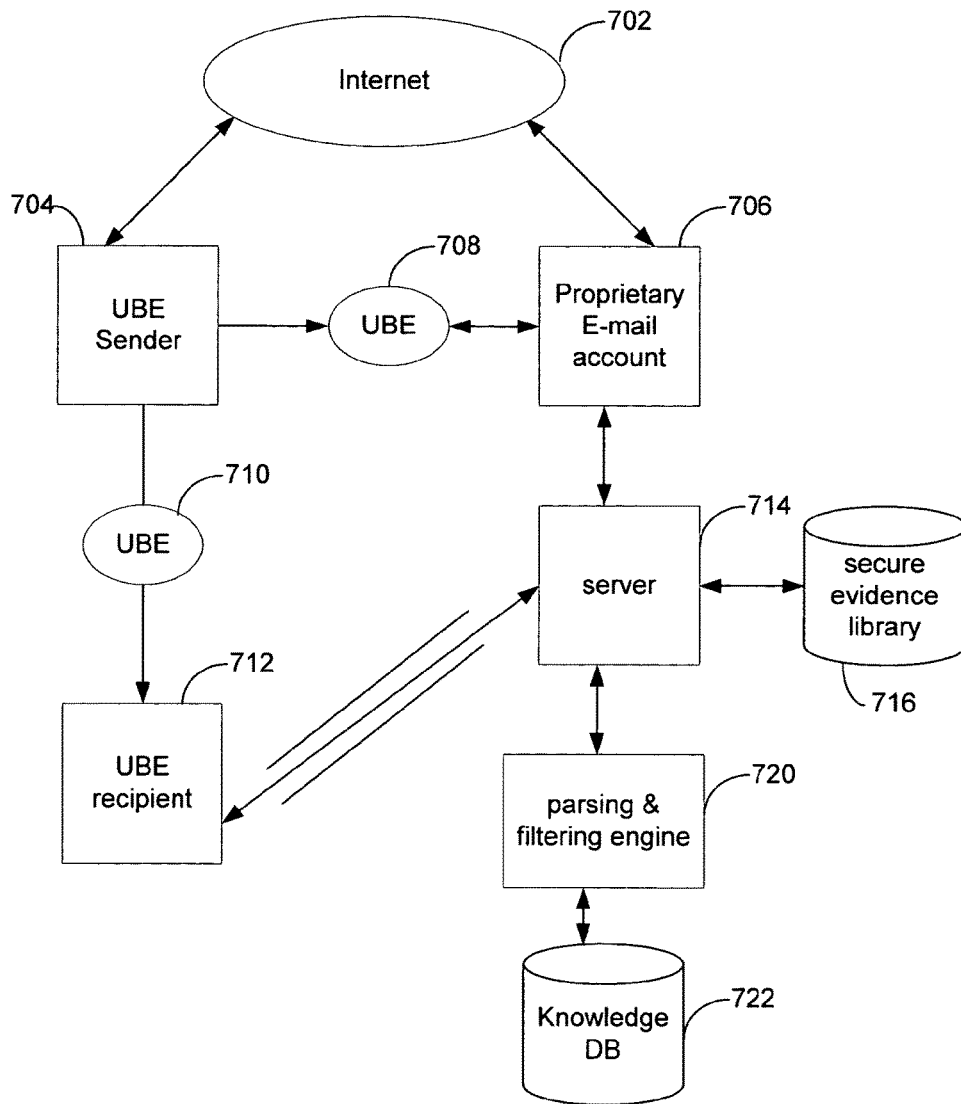 702
Internet
704
706
708
UBE
Sender
UBE
Proprietary
E-mail
account
710
UBE
714
server
secure
evidence
library
716
712
UBE
recipient
720
parsing &
filtering engine
722
Knowledge
DB